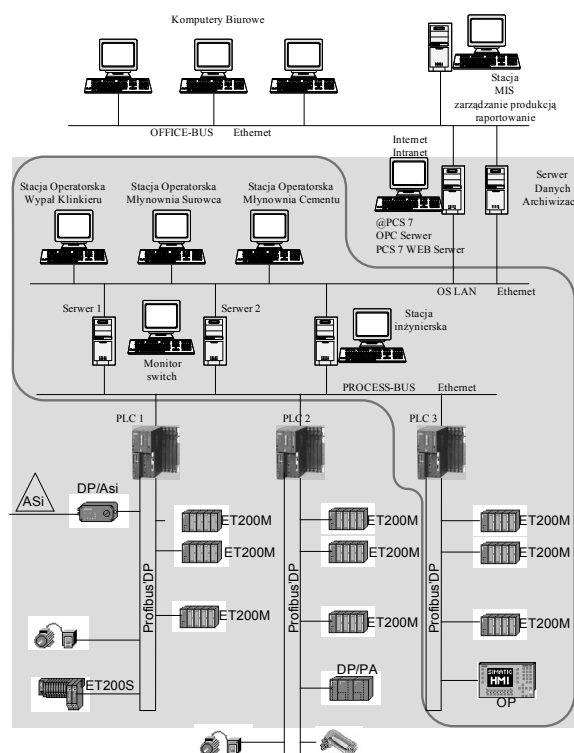 Komputery Biurowe
Stacja
MIS
zarządzanie produkcją
raportowanie
OFFICE-BUS Ethernet
Internet
Intranet
Serwer
Danych
Archiwizac
Stacja Operatorska
Wypał Klinkieru
Stacja Operatorska
Młynownia Surowca
Stacja Operatorska
Młynownia Cementu
@PCS 7
OPC Serwer
PCS 7 WEB Serwer
OS LAN Ethernet
Serwer 1
Serwer 2
Stacja
inżynierska
Monitor
switch
PROCESS-BUS Ethernet
PLC 1
PLC 2
PLC 3
ASi
DP/Asi
Profibus'DP
ET200M
ET200M
ET200M
ET200S
Profibus'DP
ET200M
ET200M
ET200M
DP/PA
Profibus'DP
ET200M
ET200M
ET200M
SIMATIC
HMI
OP